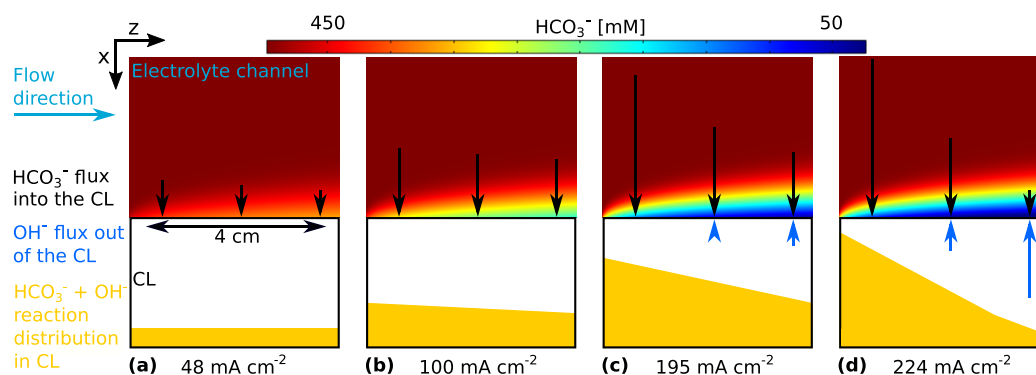 450
HCO₃⁻ [mM]
50
z
x
Electrolyte channel
Flow
direction
HCO₃⁻ flux
into the CL
OH⁻ flux out
of the CL
4 cm
CL
HCO₃⁻ + OH⁻
reaction
distribution
in CL
(a) 48 mA cm⁻²
(b) 100 mA cm⁻²
(c) 195 mA cm⁻²
(d) 224 mA cm⁻²